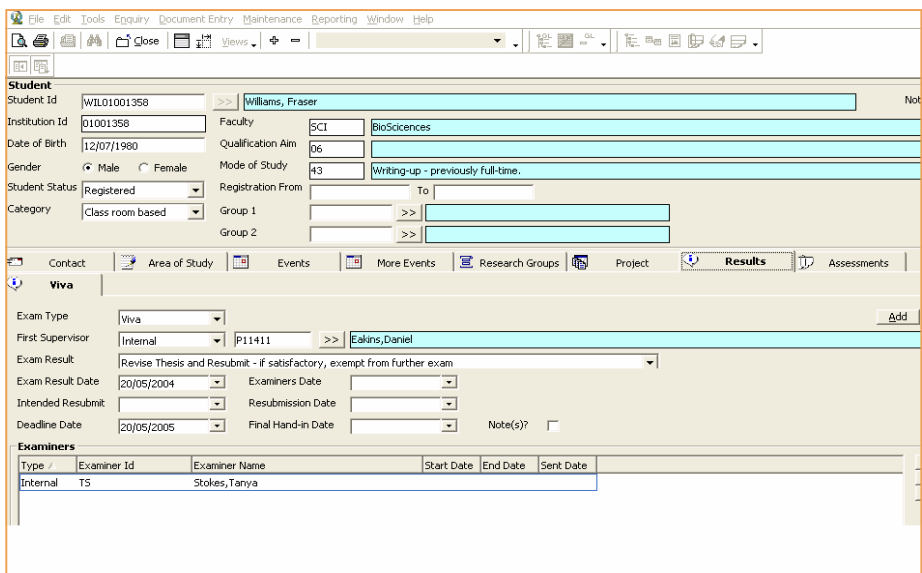 File Edit Tools Enquiry Document Entry Maintenance Reporting Window Help
Close Views
Student
Student Id WIL01001358 >> Williams, Fraser Not
Institution Id 01001358 Faculty SCI BioScicences
Date of Birth 12/07/1980 Qualification Aim 06
Gender Male Female Mode of Study 43 Writing-up - previously full-time.
Student Status Registered Registration From To
Category Class room based Group 1 >>
Group 2 >>
Contact Area of Study Events More Events Research Groups Project Results Assessments
Viva
Exam Type Viva Add
First Supervisor Internal P11411 >> Eakins,Daniel
Exam Result Revise Thesis and Resubmit - if satisfactory, exempt from further exam
Exam Result Date 20/05/2004 Examiners Date
Intended Resubmit Resubmission Date
Deadline Date 20/05/2005 Final Hand-in Date Note(s)?
Examiners
Type / Examiner Id Examiner Name Start Date End Date Sent Date
Internal TS Stokes,Tanya